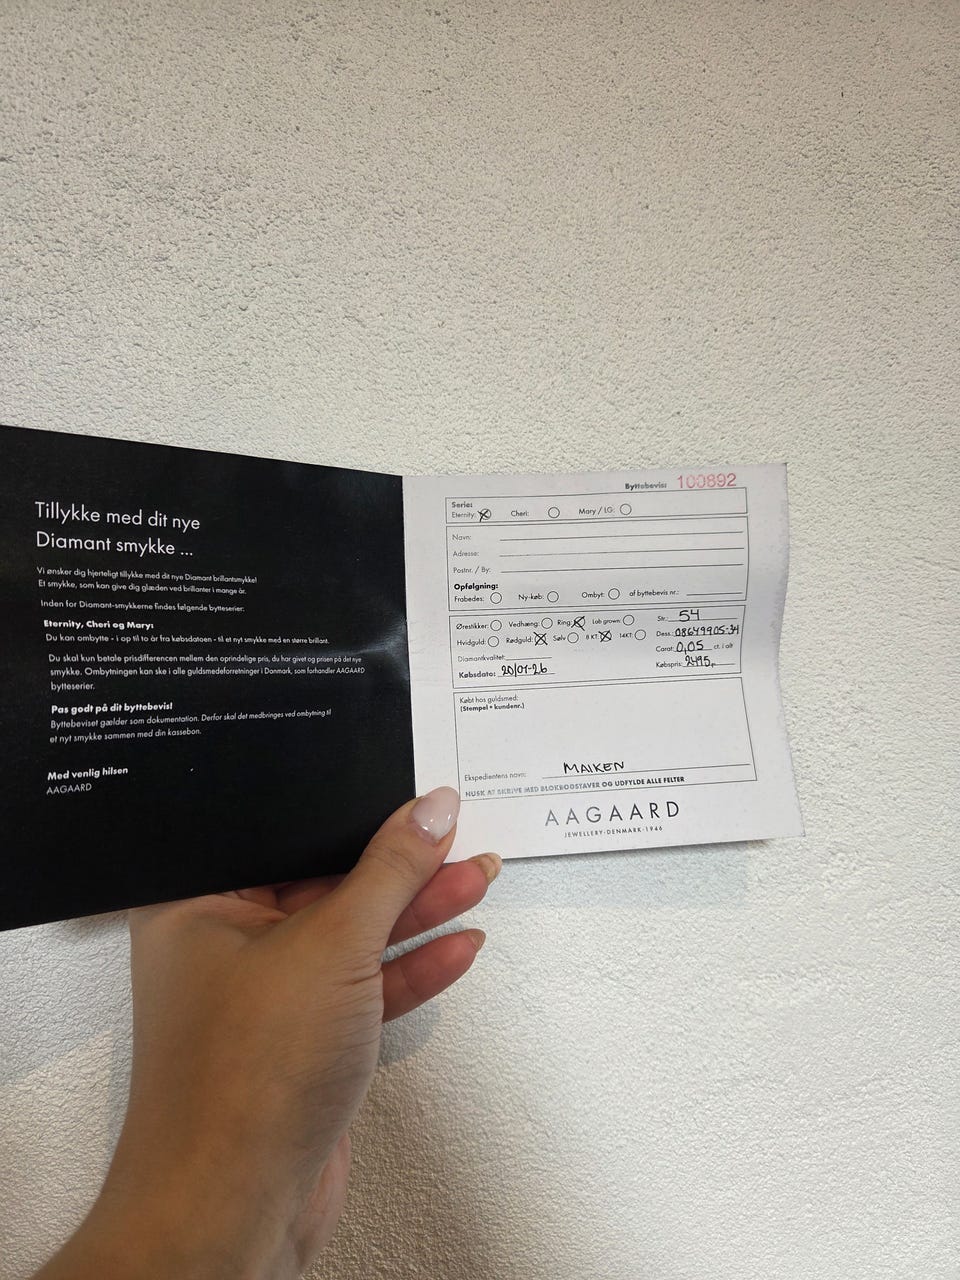 Tillykke med dit nye
Diamant smykke ...
Vi ønsker dig hjerteligt tillykke med dit nye Diamant brillantsmykke!
Et smykke, som kan give dig glæden ved brillanter i mange år.
Inden for Diamant-smykkerne findes følgende bytteserier:
Eternity, Cheri og Mary:
Du kan ombytte - i op til to år fra købsdatoen - til et nyt smykke med en større brillant.
Du skal kun betale prisdifferencen mellem den oprindelige pris, du har givet og prisen på det nye
smykke. Ombytningen kan ske i alle guldsmedeforretninger i Danmark, som forhandler AAGAARD
bytteserier.
Pas godt på dit byttebevis!
Byttebeviset gælder som dokumentation. Derfor skal det medbringes ved ombytning til
et nyt smykke sammen med din kassebon.
Med venlig hilsen
AAGAARD
Byttebevis: 100892
Serie:
Eternity: Cheri: Mary / LG:
Navn:
Adresse:
Postnr. / By:
Opfølgning:
Frabedes: Ny-køb: Ombyt: af byttebevis nr.:
Ørestikker: Vedhæng: Ring: Lab grown: Str.: 54
Hvidguld: Rødguld: Sølv 8 KT: 14KT: Dess.: 08649905-34
Diamantkvalitet: Carat: 0,05 ct. i alt
Købsdato: 20/01-26 Købspris: 2495,-
Købt hos guldsmed:
(Stempel + kundenr.)
Ekspedientens navn: MAIKEN
HUSK AT SKRIVE MED BLOKBOGSTAVER OG UDFYLDE ALLE FELTER
AAGAARD
JEWELLERY·DENMARK·1946